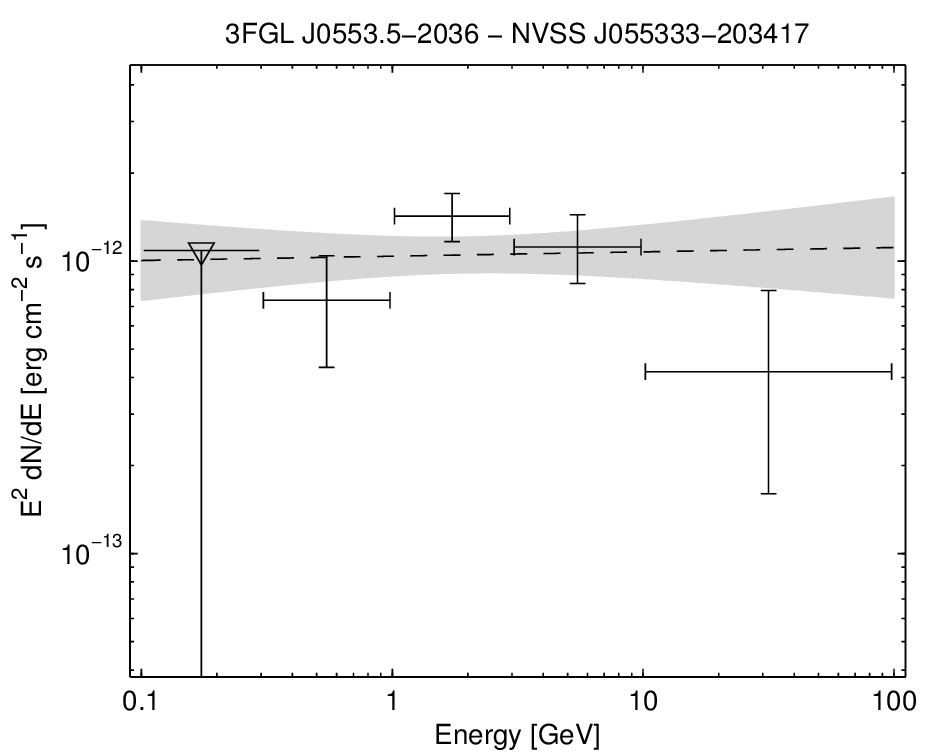 3FGL J0553.5−2036 − NVSS J055333−203417
E² dN/dE [erg cm⁻² s⁻¹]
10⁻¹²
10⁻¹³
0.1 1 10 100
Energy [GeV]